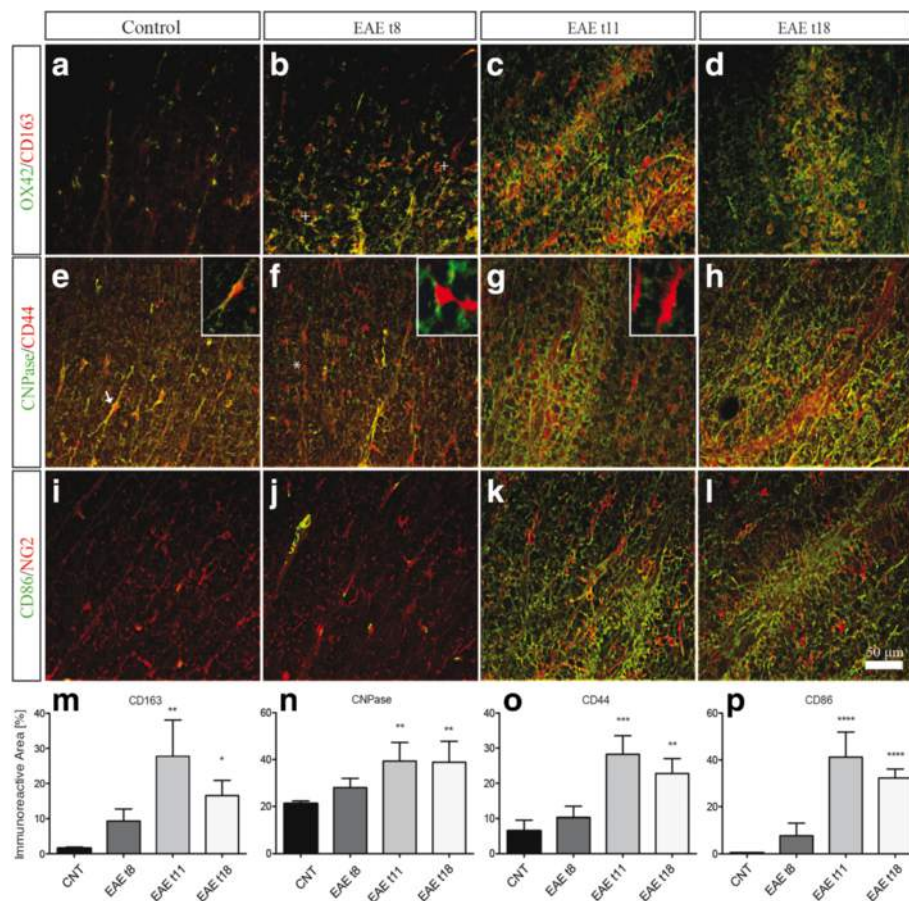 Control EAE t8 EAE t11 EAE t18
OX42/CD163
a b c d
+ +
CNPase/CD44
e f g h
*
CD86/NG2
i j k l
50 μm
m n o p
CD163 CNPase CD44 CD86
Immunoreactive Area [%]
40
30
20
10
0
** *
CNT EAE t8 EAE t11 EAE t18
60
40
20
0
** **
CNT EAE t8 EAE t11 EAE t18
40
30
20
10
0
*** **
CNT EAE t8 EAE t11 EAE t18
60
40
20
0
**** ****
CNT EAE t8 EAE t11 EAE t18